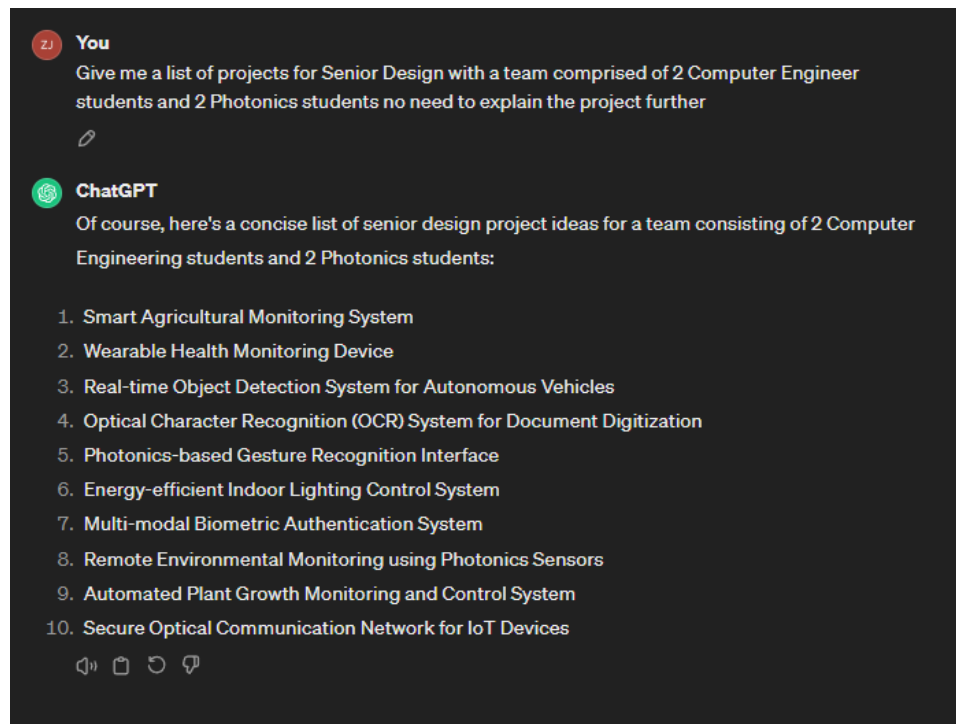 ZJ
You
Give me a list of projects for Senior Design with a team comprised of 2 Computer Engineer
students and 2 Photonics students no need to explain the project further
ChatGPT
Of course, here's a concise list of senior design project ideas for a team consisting of 2 Computer
Engineering students and 2 Photonics students:
1. Smart Agricultural Monitoring System
2. Wearable Health Monitoring Device
3. Real-time Object Detection System for Autonomous Vehicles
4. Optical Character Recognition (OCR) System for Document Digitization
5. Photonics-based Gesture Recognition Interface
6. Energy-efficient Indoor Lighting Control System
7. Multi-modal Biometric Authentication System
8. Remote Environmental Monitoring using Photonics Sensors
9. Automated Plant Growth Monitoring and Control System
10. Secure Optical Communication Network for IoT Devices